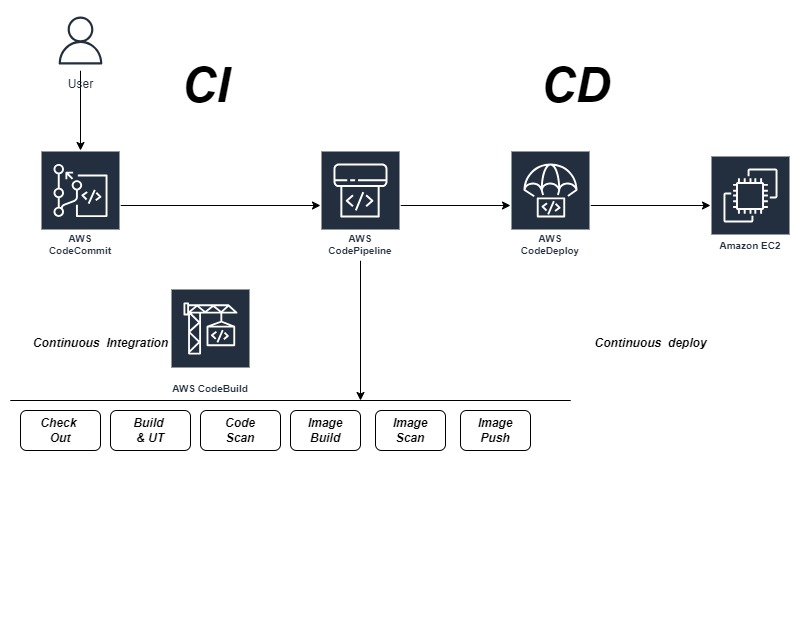 User
CI
CD
AWS
CodeCommit
AWS
CodePipeline
AWS
CodeDeploy
Amazon EC2
Continuous Integration
AWS CodeBuild
Continuous deploy
Check
Out
Build
& UT
Code
Scan
Image
Build
Image
Scan
Image
Push